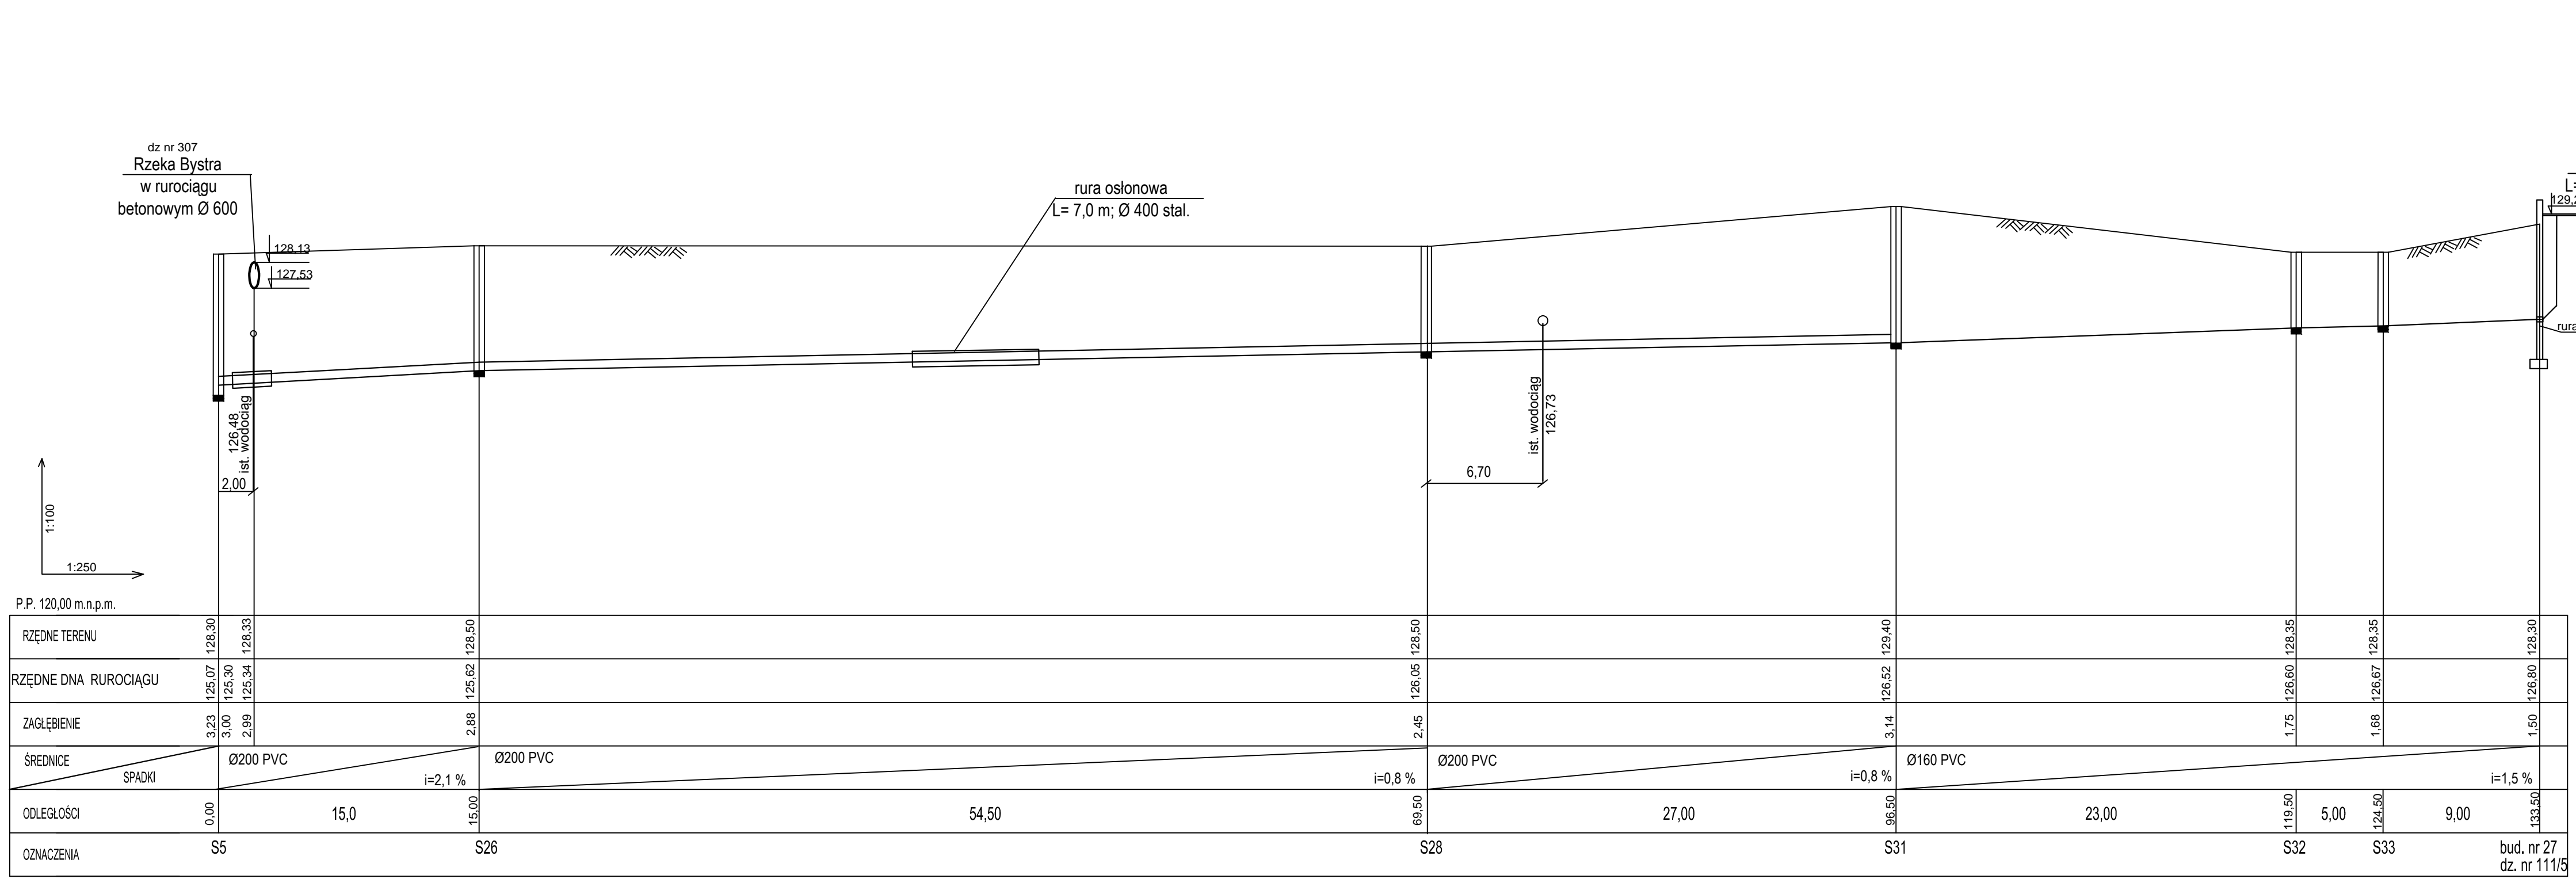 dz nr 307
Rzeka Bystra
w rurociągu
betonowym Ø 600
128,13
127,53
rura osłonowa
L= 7,0 m; Ø 400 stal.
L=
129,2
rura
126,48
ist. wodociąg
2,00
ist. wodociąg
126,73
6,70
1:100
1:250
P.P. 120,00 m.n.p.m.
RZĘDNE TERENU 128,30 128,33 128,50 128,50 129,40 128,35 128,35 128,30
RZĘDNE DNA RUROCIĄGU 125,07 125,30 125,34 125,62 126,05 126,52 126,60 126,67 126,80
ZAGŁĘBIENIE 3,23 3,00 2,99 2,88 2,45 3,14 1,75 1,68 1,50
ŚREDNICE Ø200 PVC Ø200 PVC Ø200 PVC Ø160 PVC
SPADKI i=2,1 % i=0,8 % i=0,8 % i=1,5 %
ODLEGŁOŚCI 0,00 15,0 15,00 54,50 69,50 27,00 96,50 23,00 119,50 5,00 124,50 9,00 133,50
OZNACZENIA S5 S26 S28 S31 S32 S33 bud. nr 27
dz. nr 111/5